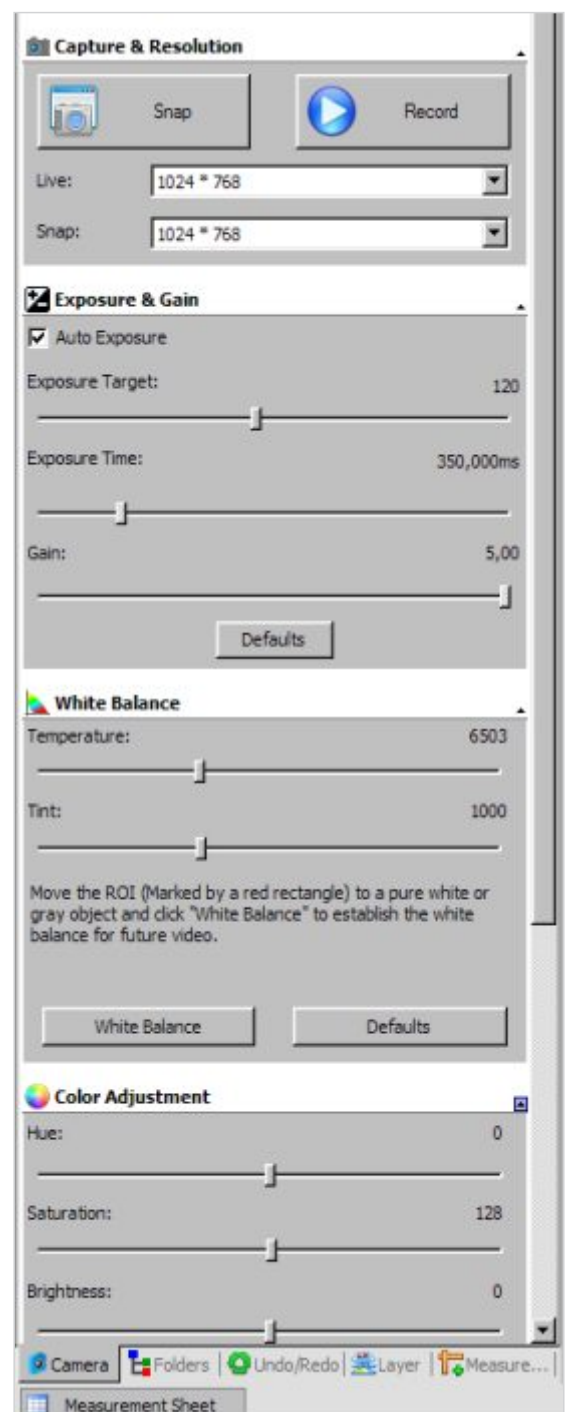 Capture & Resolution
Snap Record
Live: 1024 * 768
Snap: 1024 * 768
Exposure & Gain
Auto Exposure
Exposure Target: 120
Exposure Time: 350,000ms
Gain: 5,00
Defaults
White Balance
Temperature: 6503
Tint: 1000
Move the ROI (Marked by a red rectangle) to a pure white or
gray object and click "White Balance" to establish the white
balance for future video.
White Balance Defaults
Color Adjustment
Hue: 0
Saturation: 128
Brightness: 0
Camera Folders Undo/Redo Layer Measure...
Measurement Sheet